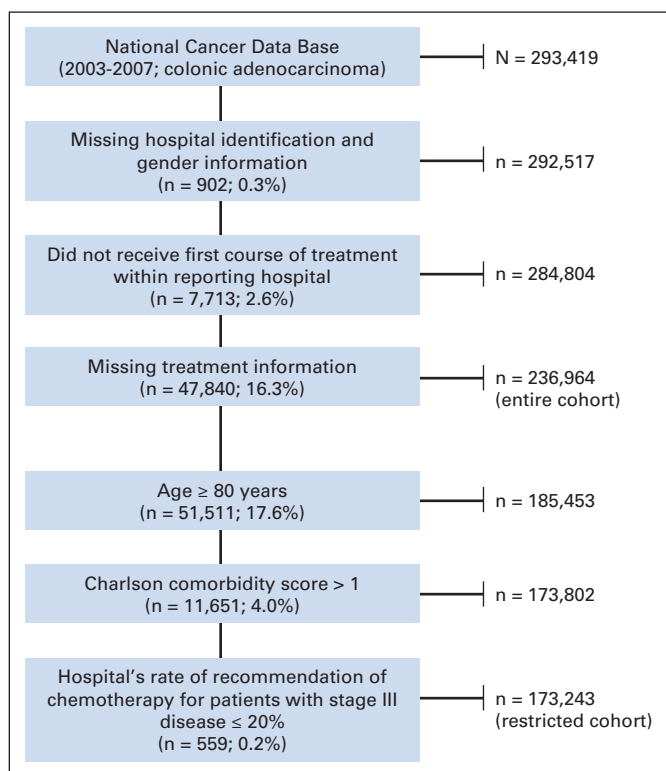 National Cancer Data Base
(2003-2007; colonic adenocarcinoma)
N = 293,419
Missing hospital identification and
gender information
(n = 902; 0.3%)
n = 292,517
Did not receive first course of treatment
within reporting hospital
(n = 7,713; 2.6%)
n = 284,804
Missing treatment information
(n = 47,840; 16.3%)
n = 236,964
(entire cohort)
Age ≥ 80 years
(n = 51,511; 17.6%)
n = 185,453
Charlson comorbidity score > 1
(n = 11,651; 4.0%)
n = 173,802
Hospital’s rate of recommendation of
chemotherapy for patients with stage III
disease ≤ 20%
(n = 559; 0.2%)
n = 173,243
(restricted cohort)